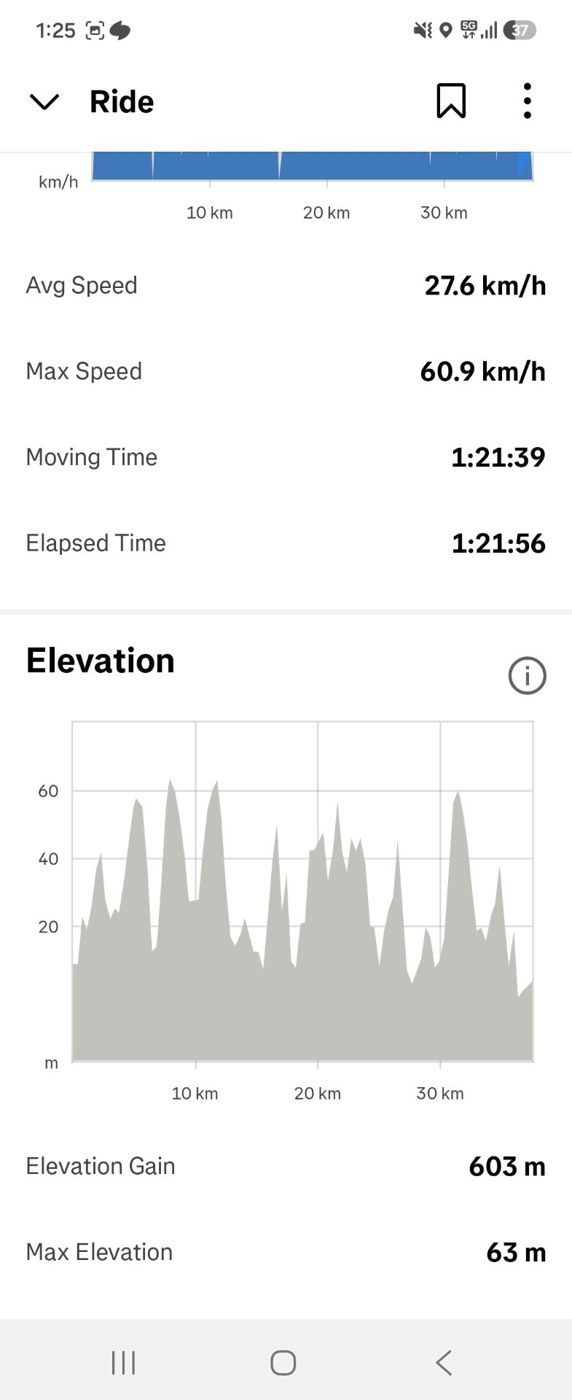 1:25
5G
37
Ride
km/h
10 km 20 km 30 km
Avg Speed 27.6 km/h
Max Speed 60.9 km/h
Moving Time 1:21:39
Elapsed Time 1:21:56
Elevation
60
40
20
m
10 km 20 km 30 km
Elevation Gain 603 m
Max Elevation 63 m